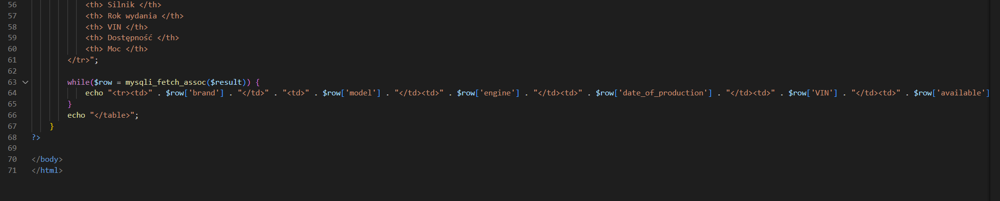 56 <th> Silnik </th>
57 <th> Rok wydania </th>
58 <th> VIN </th>
59 <th> Dostępność </th>
60 <th> Moc </th>
61 </tr>";
62
63 while($row = mysqli_fetch_assoc($result)) {
64 echo "<tr><td>" . $row['brand'] . "</td>" . "<td>" . $row['model'] . "</td><td>" . $row['engine'] . "</td><td>" . $row['date_of_production'] . "</td><td>" . $row['VIN'] . "</td><td>" . $row['available']
65 }
66 echo "</table>";
67 }
68 ?>
69
70 </body>
71 </html>